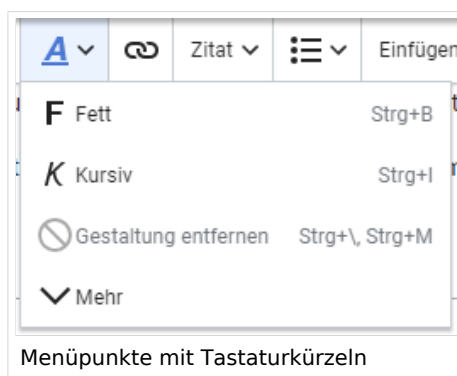 A Zitat Einfügen
F Fett Strg+B
K Kursiv Strg+I
Gestaltung entfernen Strg+\, Strg+M
Mehr
Menüpunkte mit Tastaturkürzeln